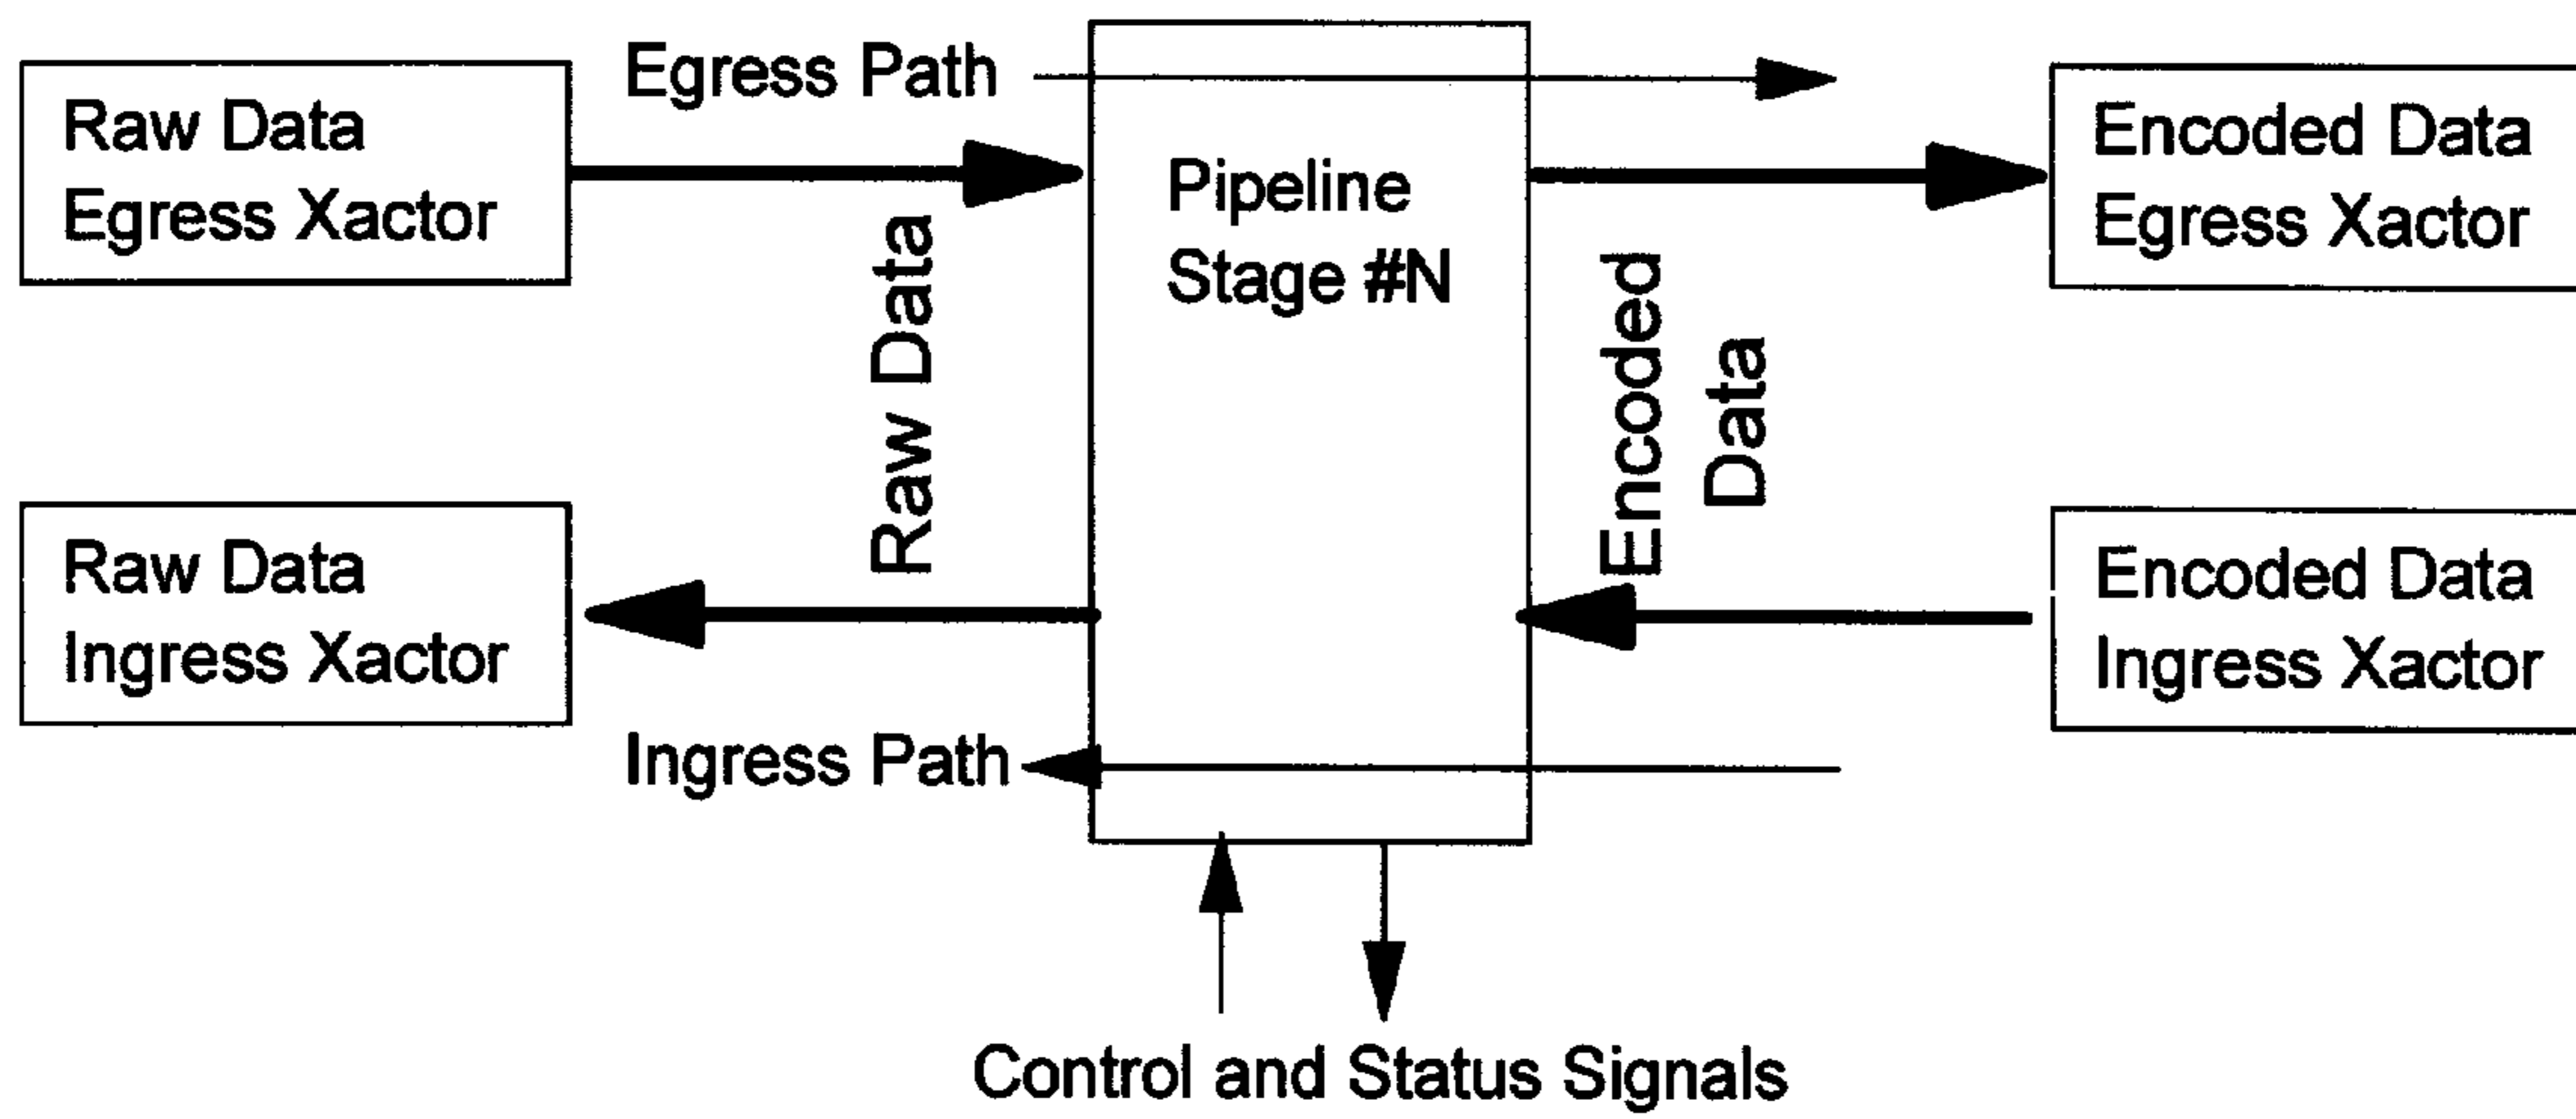 Egress Path
Raw Data
Egress Xactor
Pipeline
Stage #N
Encoded Data
Egress Xactor
Raw Data
Encoded
Data
Raw Data
Ingress Xactor
Encoded Data
Ingress Xactor
Ingress Path
Control and Status Signals